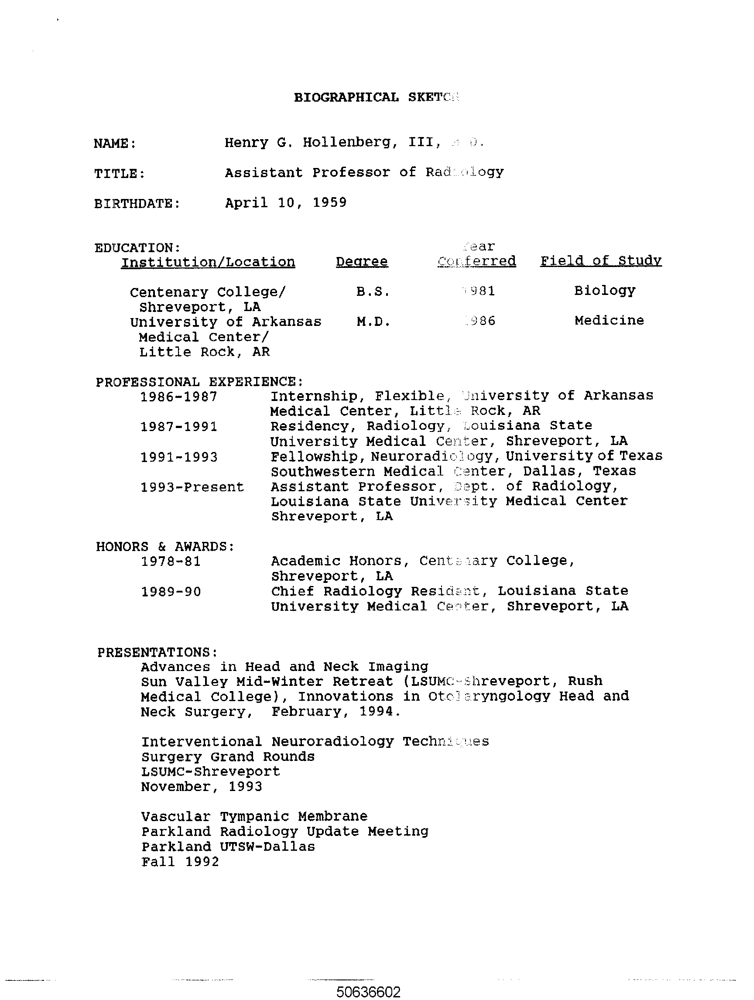 BIOGRAPHICAL SKETCH
NAME: Henry G. Hollenberg, III, M.D.
TITLE: Assistant Professor of Radiology
BIRTHDATE: April 10, 1959
EDUCATION: Year
Institution/Location Degree Conferred Field of Study
Centenary College/ B.S. 1981 Biology
Shreveport, LA
University of Arkansas M.D. 1986 Medicine
Medical Center/
Little Rock, AR
PROFESSIONAL EXPERIENCE:
1986-1987 Internship, Flexible, University of Arkansas
Medical Center, Little Rock, AR
1987-1991 Residency, Radiology, Louisiana State
University Medical Center, Shreveport, LA
1991-1993 Fellowship, Neuroradiology, University of Texas
Southwestern Medical Center, Dallas, Texas
1993-Present Assistant Professor, Dept. of Radiology,
Louisiana State University Medical Center
Shreveport, LA
HONORS & AWARDS:
1978-81 Academic Honors, Centenary College,
Shreveport, LA
1989-90 Chief Radiology Resident, Louisiana State
University Medical Center, Shreveport, LA
PRESENTATIONS:
Advances in Head and Neck Imaging
Sun Valley Mid-Winter Retreat (LSUMC-Shreveport, Rush
Medical College), Innovations in Otolaryngology Head and
Neck Surgery, February, 1994.
Interventional Neuroradiology Techniques
Surgery Grand Rounds
LSUMC-Shreveport
November, 1993
Vascular Tympanic Membrane
Parkland Radiology Update Meeting
Parkland UTSW-Dallas
Fall 1992
50636602